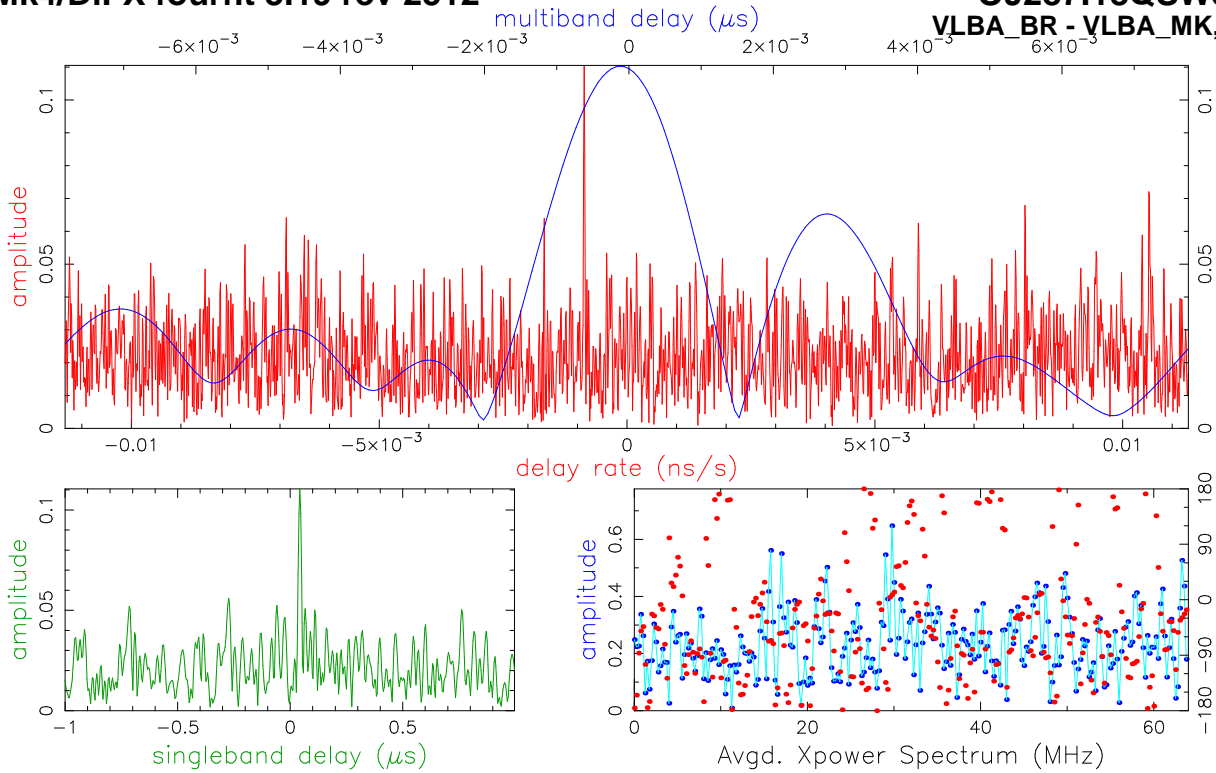 multiband delay (μs)
VLBA_BR - VLBA_MK,
−6×10⁻³ −4×10⁻³ −2×10⁻³ 0 2×10⁻³ 4×10⁻³ 6×10⁻³
amplitude
0 0.05 0.1
0 0.05 0.1
−0.01 −5×10⁻³ 0 5×10⁻³ 0.01
delay rate (ns/s)
amplitude
0 0.05 0.1
−1 −0.5 0 0.5
singleband delay (μs)
amplitude
0 0.2 0.4 0.6
−180 −90 0 90 180
0 20 40 60
Avgd. Xpower Spectrum (MHz)